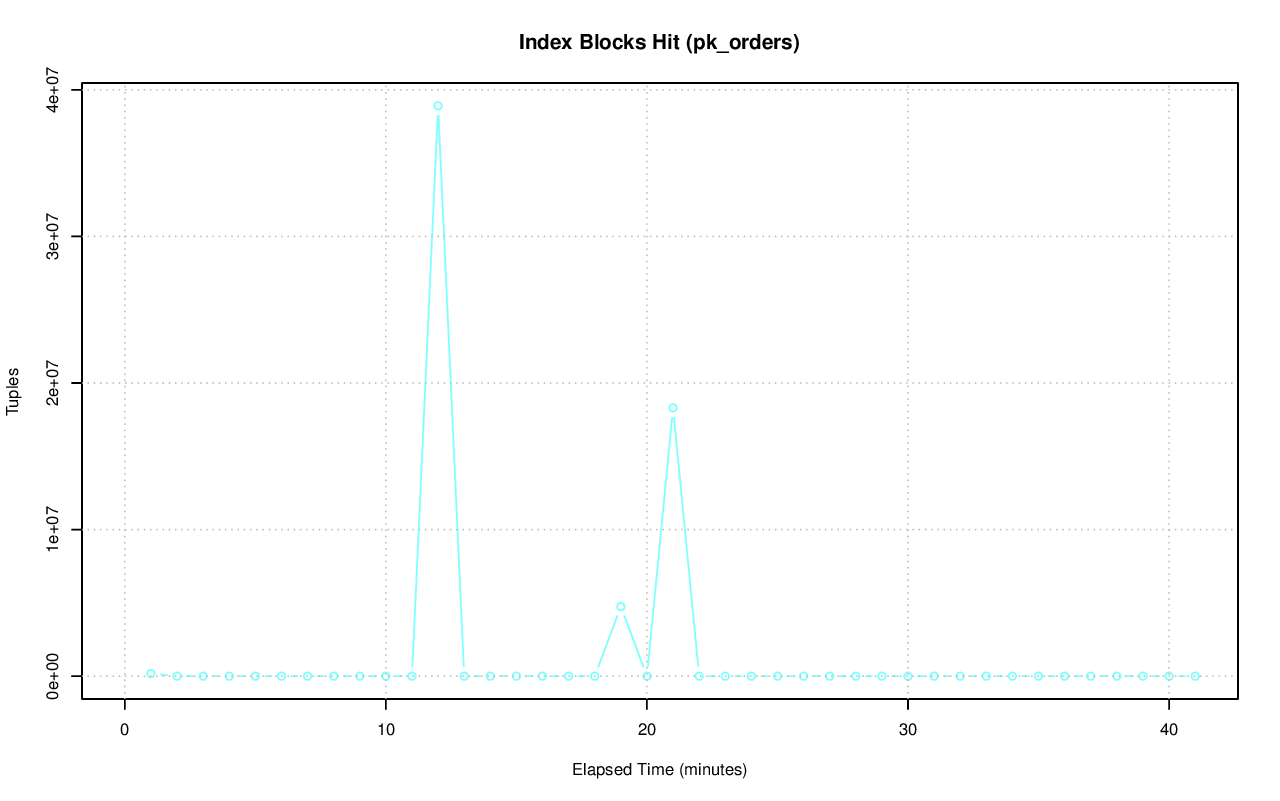 Index Blocks Hit (pk_orders)
4e+07
3e+07
2e+07
1e+07
0e+00
Tuples
0 10 20 30 40
Elapsed Time (minutes)